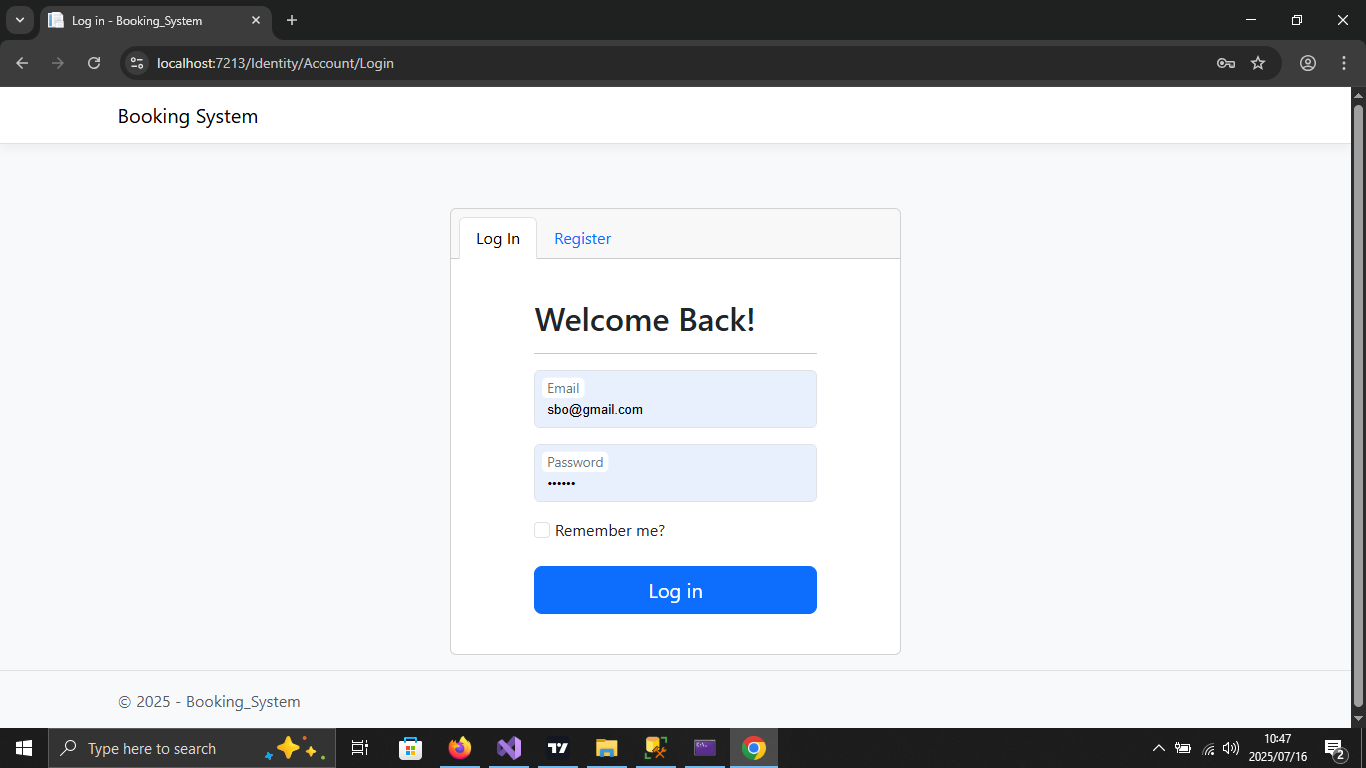 Log in - Booking_System
localhost:7213/Identity/Account/Login
Booking System
Log In
Register
Welcome Back!
Email
sbo@gmail.com
Password
••••••
Remember me?
Log in
© 2025 - Booking_System
Type here to search
10:47
2025/07/16
2